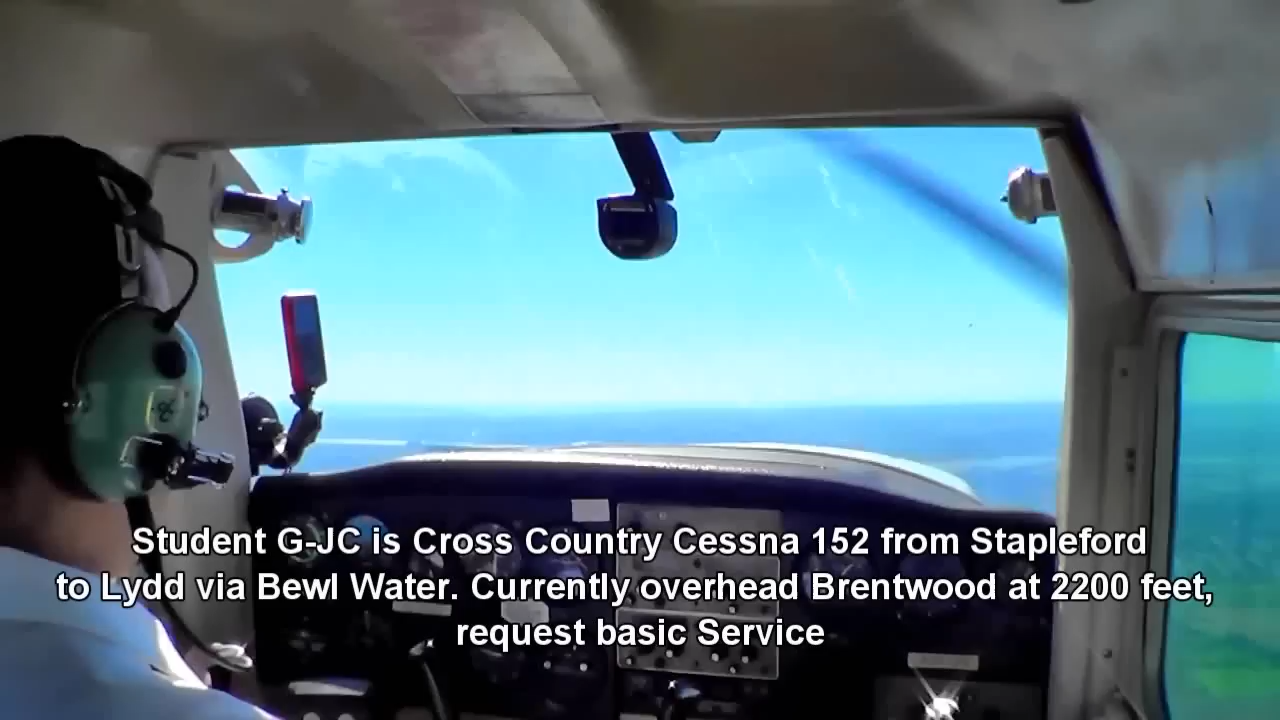 Student G-JC is Cross Country Cessna 152 from Stapleford
to Lydd via Bewl Water. Currently overhead Brentwood at 2200 feet,
request basic Service